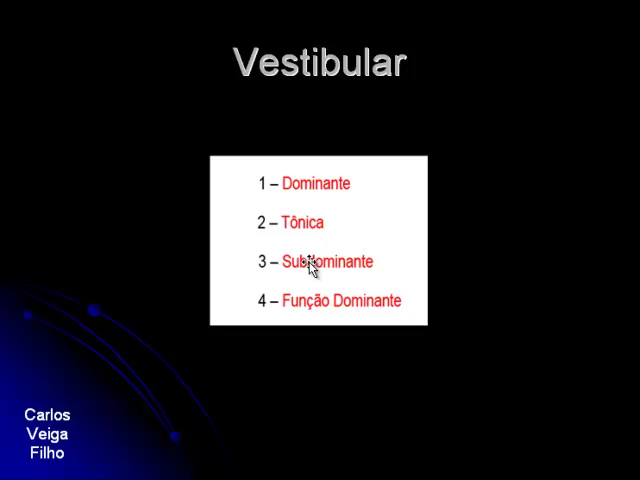 Vestibular
1 – Dominante
2 – Tônica
3 – Subdominante
4 – Função Dominante
Carlos
Veiga
Filho